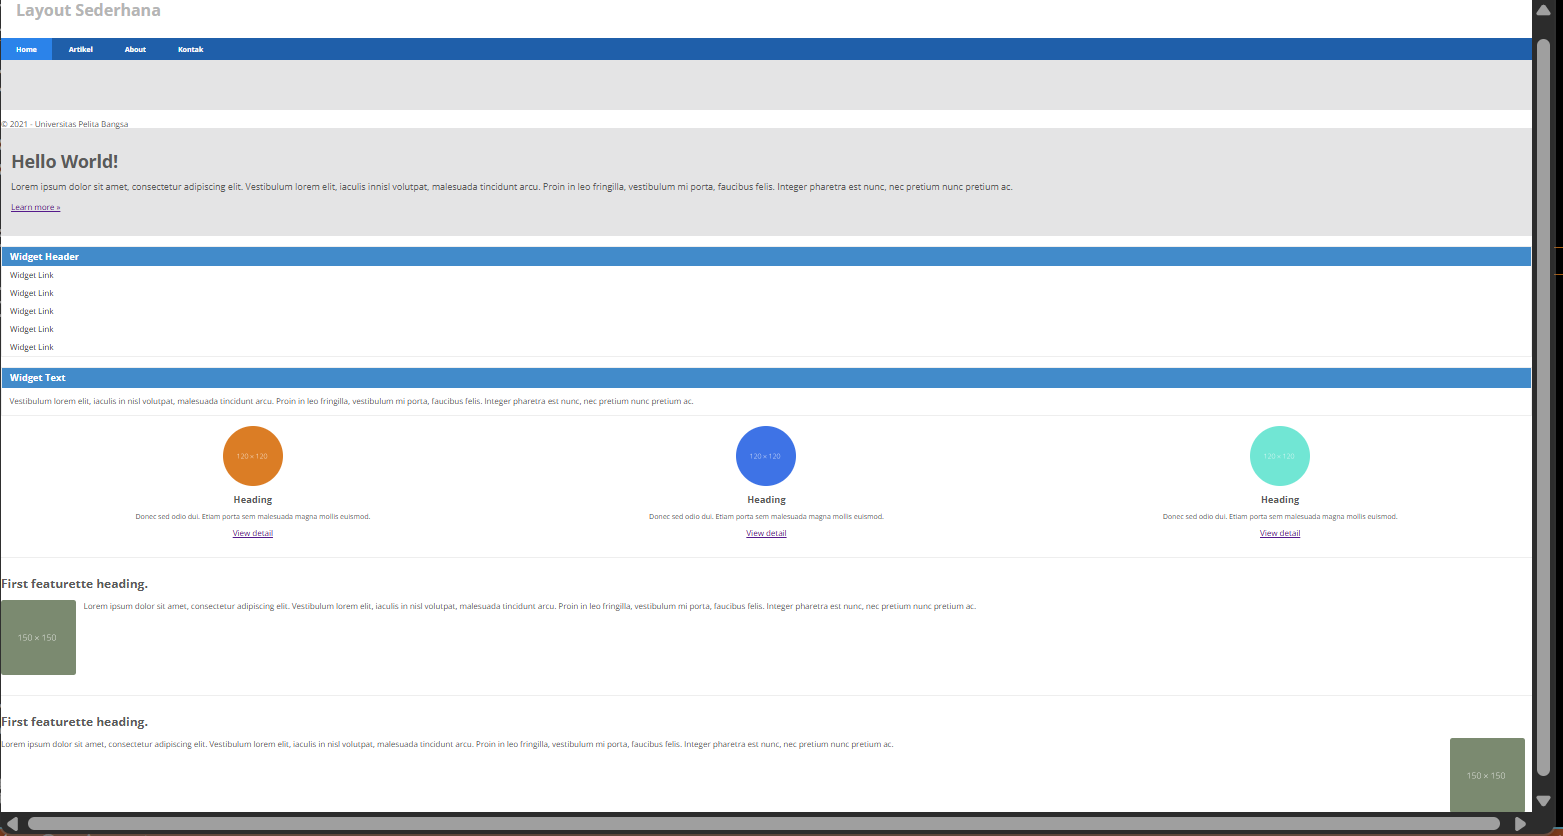 Layout Sederhana
Home Artikel About Kontak
© 2021 - Universitas Pelita Bangsa
Hello World!
Lorem ipsum dolor sit amet, consectetur adipiscing elit. Vestibulum lorem elit, iaculis innisl volutpat, malesuada tincidunt arcu. Proin in leo fringilla, vestibulum mi porta, faucibus felis. Integer pharetra est nunc, nec pretium nunc pretium ac.
Learn more »
Widget Header
Widget Link
Widget Link
Widget Link
Widget Link
Widget Link
Widget Text
Vestibulum lorem elit, iaculis in nisl volutpat, malesuada tincidunt arcu. Proin in leo fringilla, vestibulum mi porta, faucibus felis. Integer pharetra est nunc, nec pretium nunc pretium ac.
120 × 120
Heading
Donec sed odio dui. Etiam porta sem malesuada magna mollis euismod.
View detail
120 × 120
Heading
Donec sed odio dui. Etiam porta sem malesuada magna mollis euismod.
View detail
120 × 120
Heading
Donec sed odio dui. Etiam porta sem malesuada magna mollis euismod.
View detail
First featurette heading.
150 × 150
Lorem ipsum dolor sit amet, consectetur adipiscing elit. Vestibulum lorem elit, iaculis in nisl volutpat, malesuada tincidunt arcu. Proin in leo fringilla, vestibulum mi porta, faucibus felis. Integer pharetra est nunc, nec pretium nunc pretium ac.
First featurette heading.
Lorem ipsum dolor sit amet, consectetur adipiscing elit. Vestibulum lorem elit, iaculis in nisl volutpat, malesuada tincidunt arcu. Proin in leo fringilla, vestibulum mi porta, faucibus felis. Integer pharetra est nunc, nec pretium nunc pretium ac.
150 × 150